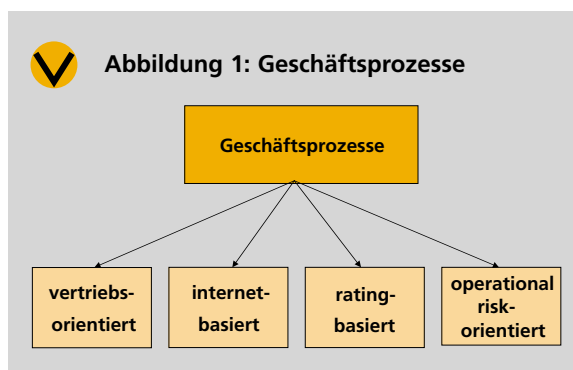 Abbildung 1: Geschäftsprozesse
Geschäftsprozesse
vertriebs-
orientiert
internet-
basiert
rating-
basiert
operational
risk-
orientiert